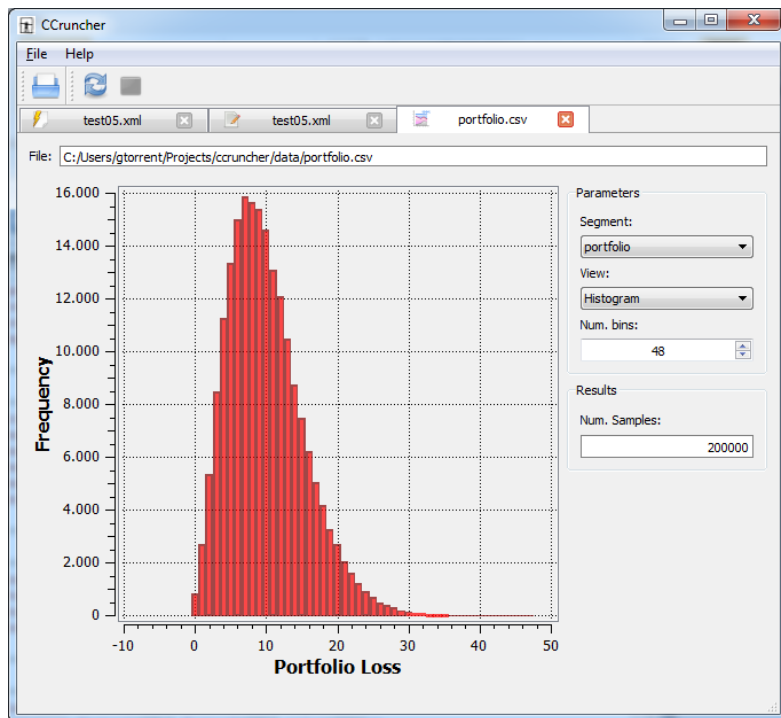 CCruncher
File Help
test05.xml
test05.xml
portfolio.csv
File: C:/Users/gtorrent/Projects/ccruncher/data/portfolio.csv
16.000
14.000
12.000
10.000
8.000
6.000
4.000
2.000
0
Frequency
-10 0 10 20 30 40 50
Portfolio Loss
Parameters
Segment:
portfolio
View:
Histogram
Num. bins:
48
Results
Num. Samples:
200000